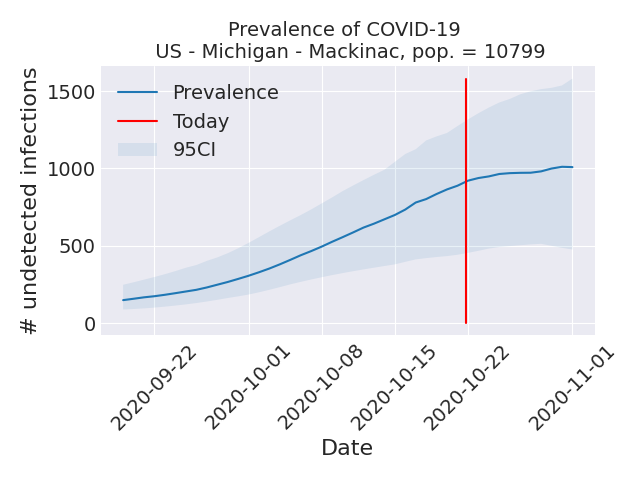 Prevalence of COVID-19
US - Michigan - Mackinac, pop. = 10799
# undetected infections
1500
1000
500
0
Prevalence
Today
95CI
2020-09-22
2020-10-01
2020-10-08
2020-10-15
2020-10-22
2020-11-01
Date